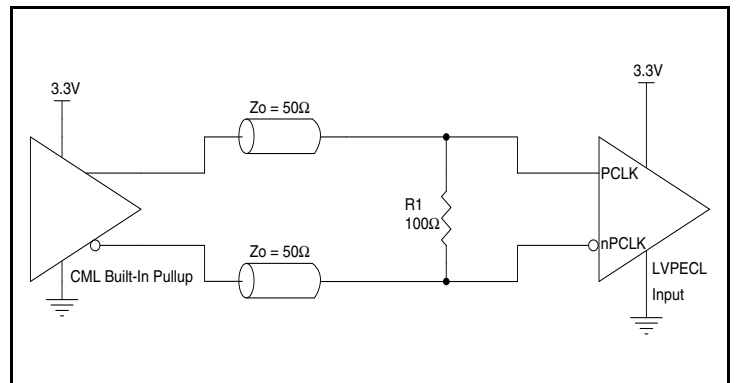 3.3V
3.3V
Zo = 50Ω
PCLK
R1
100Ω
nPCLK
Zo = 50Ω
CML Built-In Pullup
LVPECL
Input